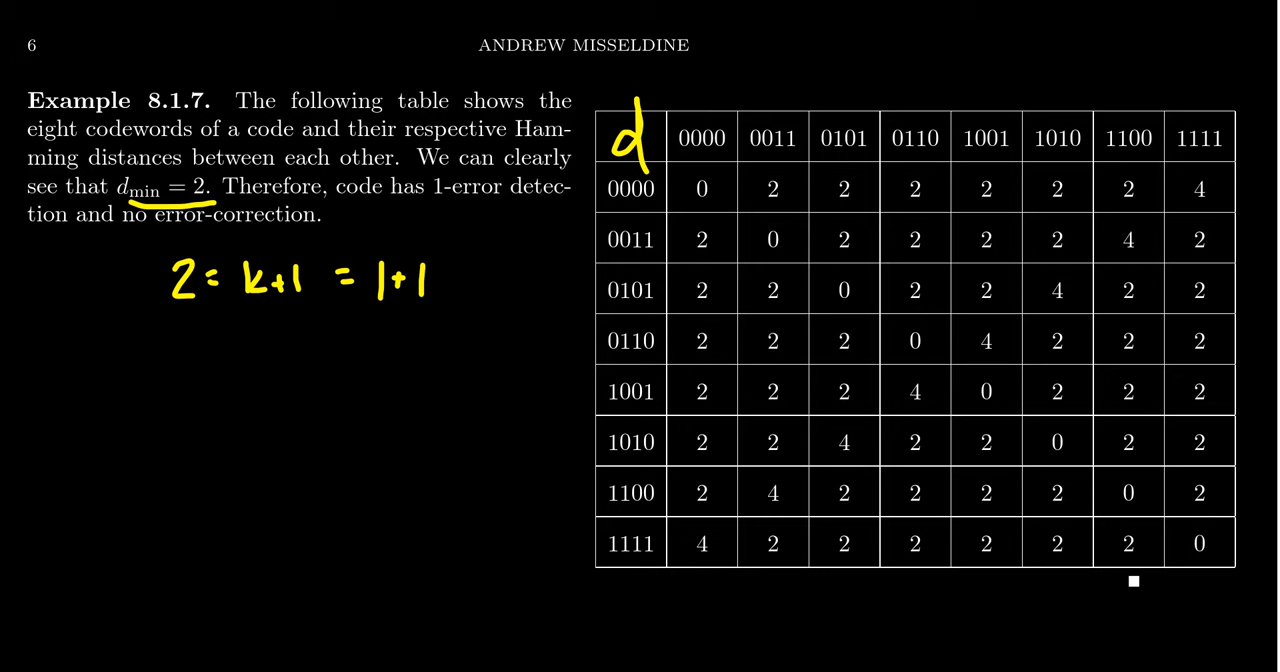 6 ANDREW MISSELDINE
Example 8.1.7. The following table shows the
eight codewords of a code and their respective Ham-
ming distances between each other. We can clearly
see that d_min = 2. Therefore, code has 1-error detec-
tion and no error-correction.
2 = k+1 = 1+1
d 0000 0011 0101 0110 1001 1010 1100 1111
0000 0 2 2 2 2 2 2 4
0011 2 0 2 2 2 2 4 2
0101 2 2 0 2 2 4 2 2
0110 2 2 2 0 4 2 2 2
1001 2 2 2 4 0 2 2 2
1010 2 2 4 2 2 0 2 2
1100 2 4 2 2 2 2 0 2
1111 4 2 2 2 2 2 2 0